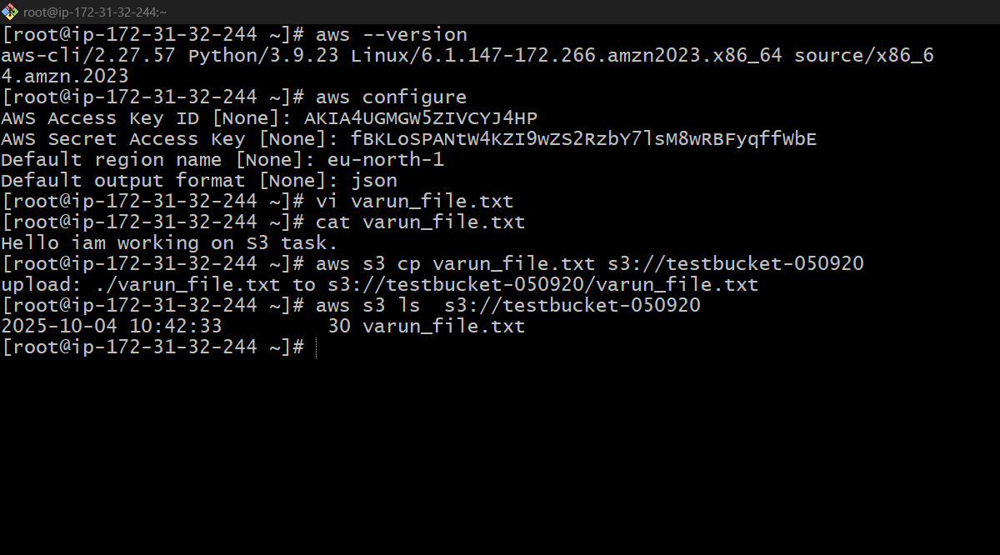 root@ip-172-31-32-244:~
[root@ip-172-31-32-244 ~]# aws --version
aws-cli/2.27.57 Python/3.9.23 Linux/6.1.147-172.266.amzn2023.x86_64 source/x86_6
4.amzn.2023
[root@ip-172-31-32-244 ~]# aws configure
AWS Access Key ID [None]: AKIA4UGMGW5ZIVCYJ4HP
AWS Secret Access Key [None]: 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
Default region name [None]: eu-north-1
Default output format [None]: json
[root@ip-172-31-32-244 ~]# vi varun_file.txt
[root@ip-172-31-32-244 ~]# cat varun_file.txt
Hello iam working on S3 task.
[root@ip-172-31-32-244 ~]# aws s3 cp varun_file.txt s3://testbucket-050920
upload: ./varun_file.txt to s3://testbucket-050920/varun_file.txt
[root@ip-172-31-32-244 ~]# aws s3 ls  s3://testbucket-050920
2025-10-04 10:42:33         30 varun_file.txt
[root@ip-172-31-32-244 ~]#